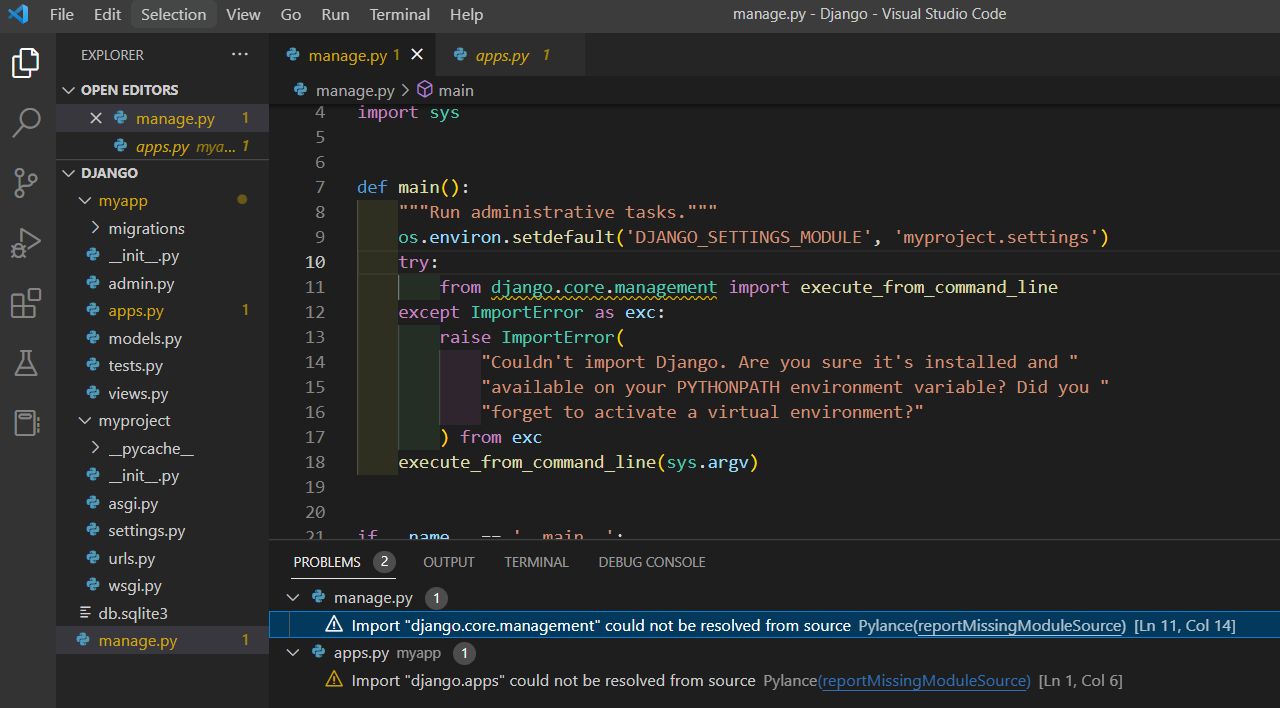 File Edit Selection View Go Run Terminal Help manage.py - Django - Visual Studio Code
EXPLORER ···
OPEN EDITORS
manage.py 1
apps.py mya... 1
DJANGO
myapp
migrations
__init__.py
admin.py
apps.py 1
models.py
tests.py
views.py
myproject
__pycache__
__init__.py
asgi.py
settings.py
urls.py
wsgi.py
db.sqlite3
manage.py 1
manage.py 1 apps.py 1
manage.py > main
4 import sys
5
6
7 def main():
8 """Run administrative tasks."""
9 os.environ.setdefault('DJANGO_SETTINGS_MODULE', 'myproject.settings')
10 try:
11 from django.core.management import execute_from_command_line
12 except ImportError as exc:
13 raise ImportError(
14 "Couldn't import Django. Are you sure it's installed and "
15 "available on your PYTHONPATH environment variable? Did you "
16 "forget to activate a virtual environment?"
17 ) from exc
18 execute_from_command_line(sys.argv)
19
20
21 if __name__ == '__main__':
PROBLEMS 2 OUTPUT TERMINAL DEBUG CONSOLE
manage.py 1
Import "django.core.management" could not be resolved from source Pylance(reportMissingModuleSource) [Ln 11, Col 14]
apps.py myapp 1
Import "django.apps" could not be resolved from source Pylance(reportMissingModuleSource) [Ln 1, Col 6]